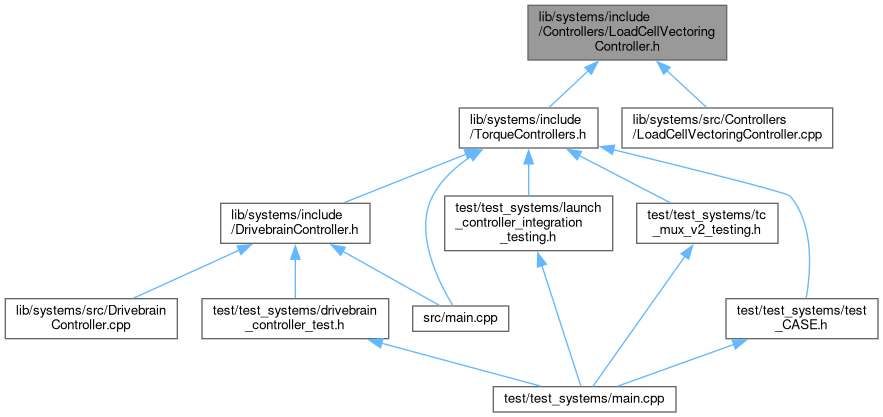 lib/systems/include
/Controllers/LoadCellVectoring
Controller.h
lib/systems/include
/TorqueControllers.h
lib/systems/src/Controllers
/LoadCellVectoringController.cpp
lib/systems/include
/DrivebrainController.h
test/test_systems/launch
_controller_integration
_testing.h
test/test_systems/tc
_mux_v2_testing.h
lib/systems/src/Drivebrain
Controller.cpp
test/test_systems/drivebrain
_controller_test.h
src/main.cpp
test/test_systems/test
_CASE.h
test/test_systems/main.cpp